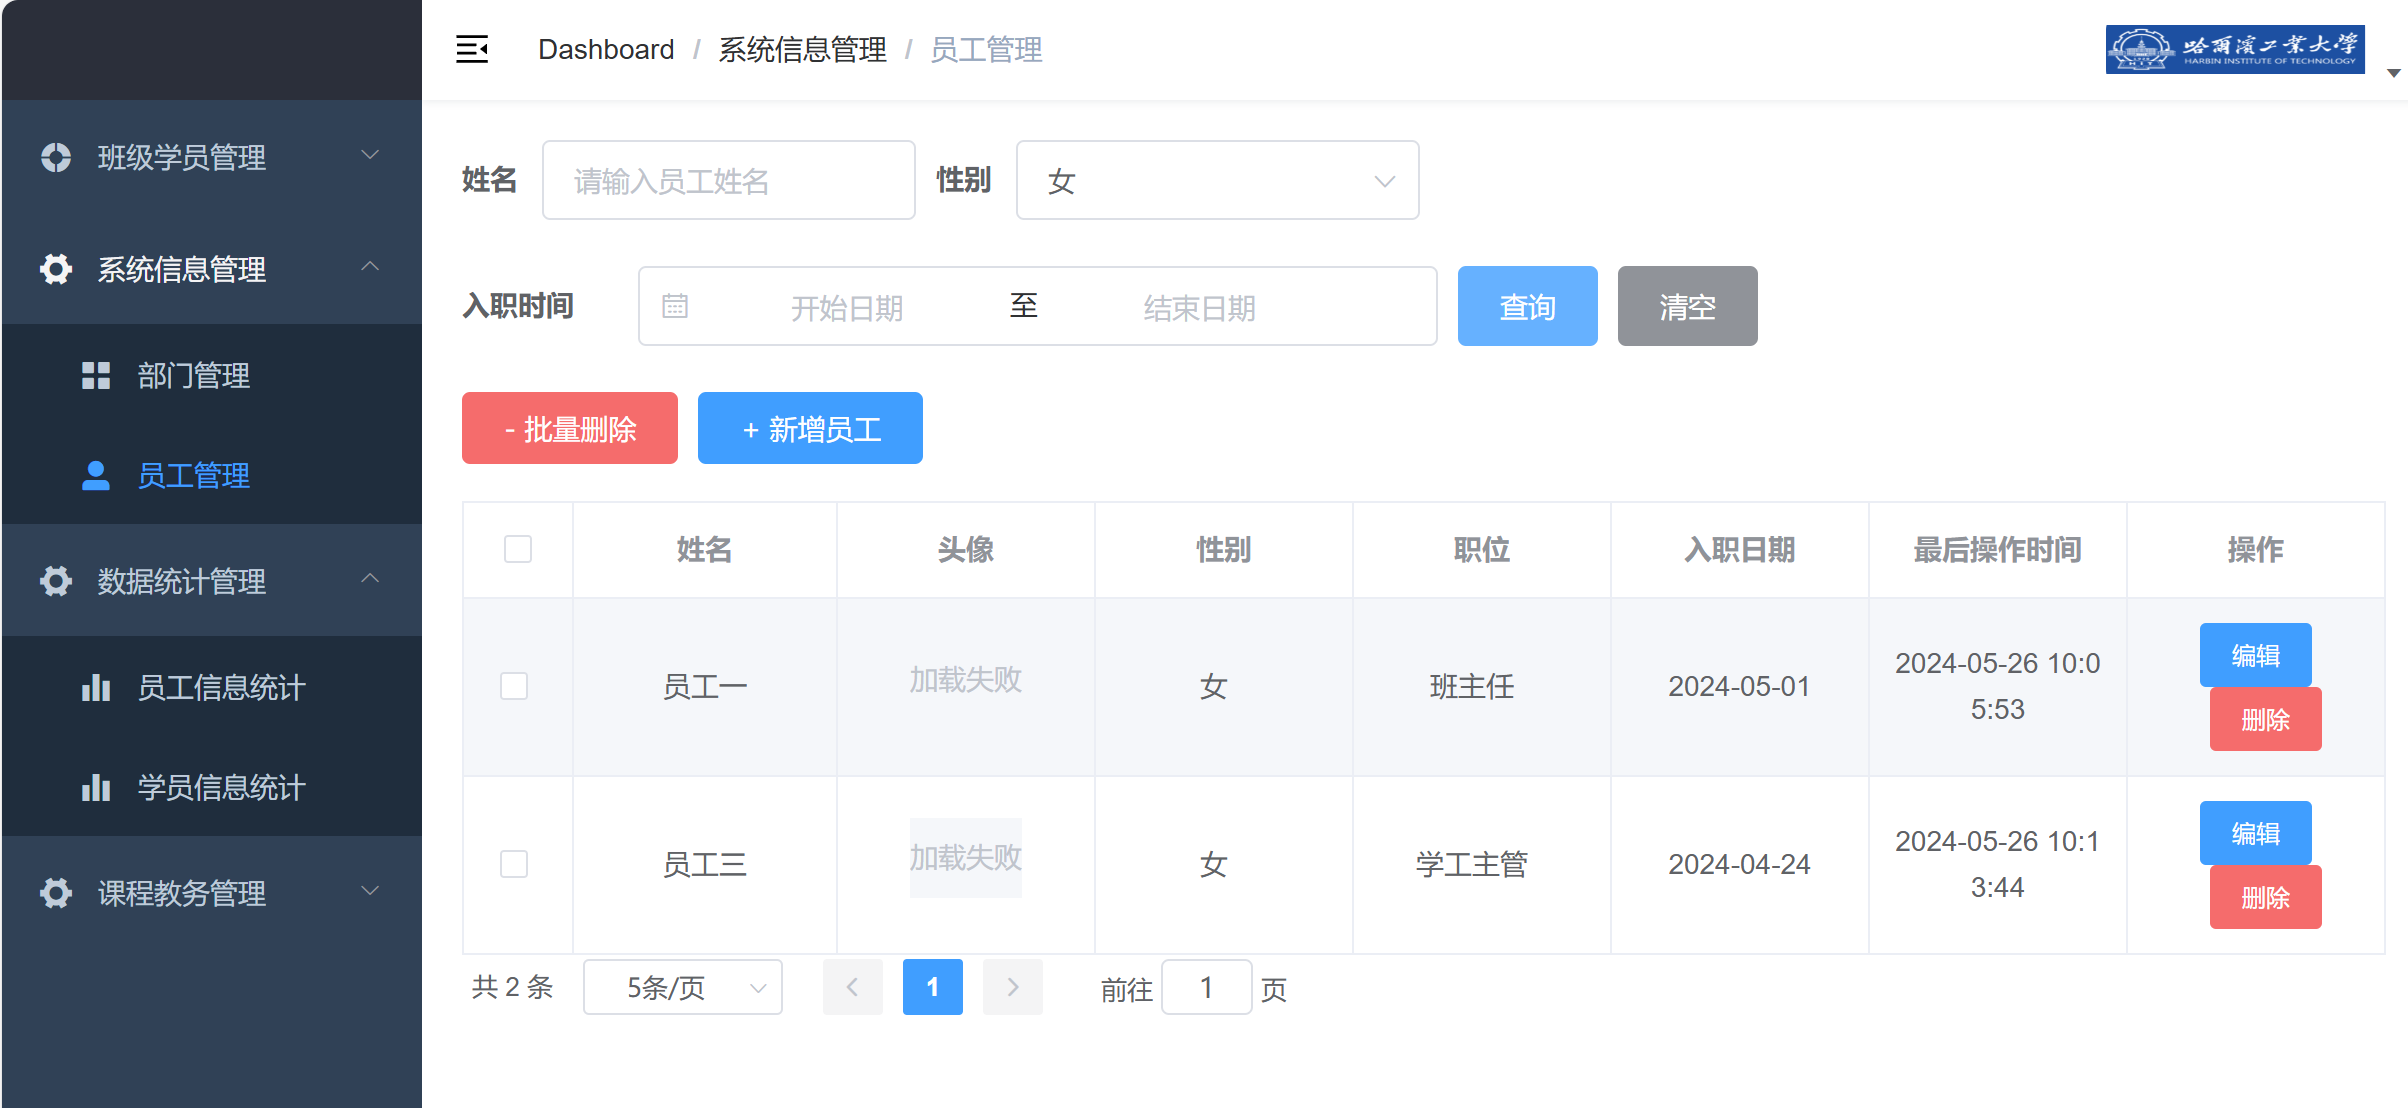 Dashboard / 系统信息管理 / 员工管理
哈尔滨工业大学
HARBIN INSTITUTE OF TECHNOLOGY
班级学员管理
系统信息管理
部门管理
员工管理
数据统计管理
员工信息统计
学员信息统计
课程教务管理
姓名 请输入员工姓名 性别 女
入职时间 开始日期 至 结束日期 查询 清空
- 批量删除 + 新增员工
姓名 头像 性别 职位 入职日期 最后操作时间 操作
员工一 加载失败 女 班主任 2024-05-01 2024-05-26 10:0
5:53
编辑
删除
员工三 加载失败 女 学工主管 2024-04-24 2024-05-26 10:1
3:44
编辑
删除
共 2 条 5条/页 1 前往 1 页